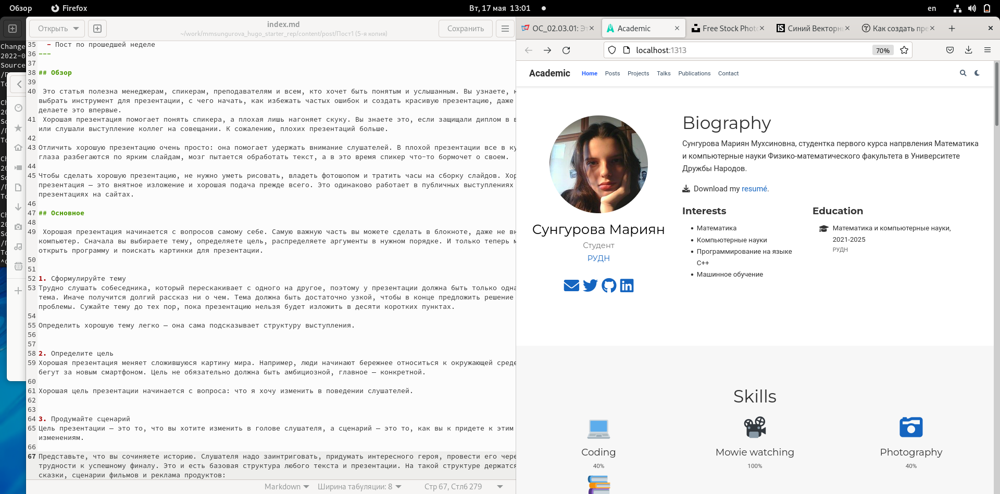 Обзор
Firefox
Вт, 17 мая 13:01
en
Открыть
index.md
~/work/mmsungurova_hugo_starter_rep/content/post/Пост1 (5-я копия)
Сохранить
ОС_02.03.01:
Academic
Free Stock Photo
Синий Векторн
Как создать пре
localhost:1313
70%
Change
2022-0
Source
35 - Пост по прошедшей неделе
36 ---
37
38 ## Обзор
39
40 Это статья полезна менеджерам, спикерам, преподавателям и всем, кто хочет быть понятым и услышанным. Вы узнаете,
выбрать инструмент для презентации, с чего начать, как избежать частых ошибок и создать красивую презентацию, даже
делаете это впервые.
41 Хорошая презентация помогает понять спикера, а плохая лишь нагоняет скуку. Вы знаете это, если защищали диплом в
или слушали выступление коллег на совещании. К сожалению, плохих презентаций больше.
42
43 Отличить хорошую презентацию очень просто: она помогает удержать внимание слушателей. В плохой презентации все в
глаза разбегаются по ярким слайдам, мозг пытается обработать текст, а в это время спикер что-то бормочет о своем.
44
45 Чтобы сделать хорошую презентацию, не нужно уметь рисовать, владеть фотошопом и тратить часы на сборку слайдов.
презентация — это внятное изложение и хорошая подача прежде всего. Это одинаково работает в публичных выступлениях
презентациях на сайтах.
46
47 ## Основное
48
49 Хорошая презентация начинается с вопросов самому себе. Самую важную часть вы можете сделать в блокноте, даже не
компьютер. Сначала вы выбираете тему, определяете цель, распределяете аргументы в нужном порядке. И только теперь
открыть программу и поискать картинки для презентации.
50
51
52 1. Сформулируйте тему
53 Трудно слушать собеседника, который перескакивает с одного на другое, поэтому у презентации должна быть только одна
тема. Иначе получится долгий рассказ ни о чем. Тема должна быть достаточно узкой, чтобы в конце предложить решение
проблемы. Сужайте тему до тех пор, пока презентацию нельзя будет изложить в десяти коротких пунктах.
54
55 Определить хорошую тему легко — она сама подсказывает структуру выступления.
56
57
58 2. Определите цель
59 Хорошая презентация меняет сложившуюся картину мира. Например, люди начинают бережнее относиться к окружающей среде
бегут за новым смартфоном. Цель не обязательно должна быть амбициозной, главное — конкретной.
60
61 Хорошая цель презентации начинается с вопроса: что я хочу изменить в поведении слушателей.
62
63
64 3. Продумайте сценарий
65 Цель презентации — это то, что вы хотите изменить в голове слушателя, а сценарий — это то, как вы к придете к этим
изменениям.
66
67 Представьте, что вы сочиняете историю. Слушателя надо заинтриговать, придумать интересного героя, провести его чере
трудности к успешному финалу. Это и есть базовая структура любого текста и презентации. На такой структуре держатся
сказки, сценарии фильмов и реклама продуктов:
Markdown
Ширина табуляции: 8
Стр 67, Стлб 279
Academic
Home
Posts
Projects
Talks
Publications
Contact
Biography
Сунгурова Мариян Мухсиновна, студентка первого курса напрвления Математика
и компьютерные науки Физико-математического факультета в Университете
Дружбы Народов.
Download my resumé.
Interests
Математика
Компьютерные науки
Программирование на языке
C++
Машинное обучение
Education
Математика и компьютерные науки,
2021-2025
РУДН
Сунгурова Мариян
Студент
РУДН
Skills
Coding
40%
Mowie watching
100%
Photography
40%